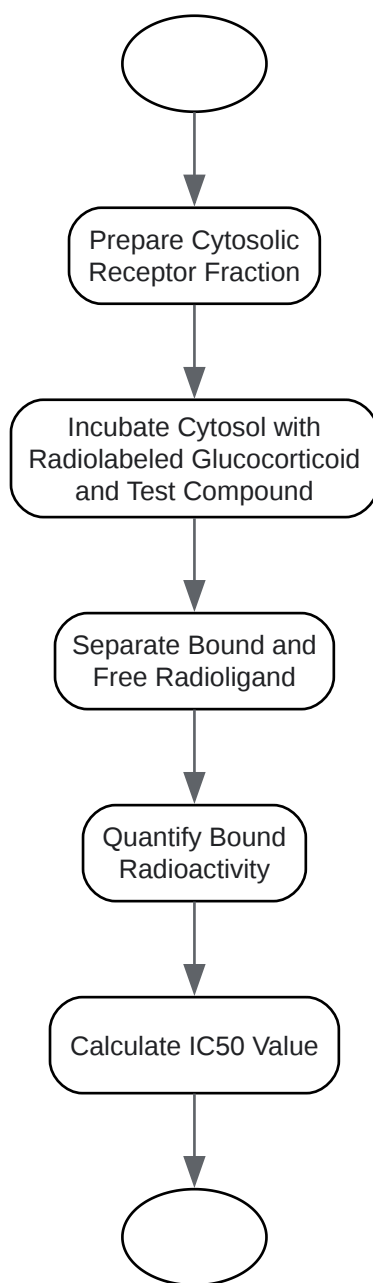 Prepare Cytosolic
Receptor Fraction
Incubate Cytosol with
Radiolabeled Glucocorticoid
and Test Compound
Separate Bound and
Free Radioligand
Quantify Bound
Radioactivity
Calculate IC50 Value